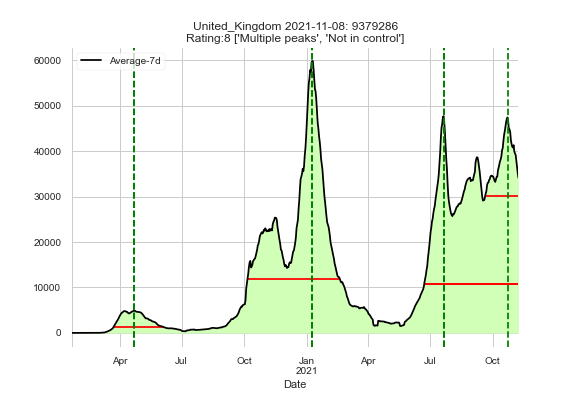 United_Kingdom 2021-11-08: 9379286
Rating:8 ['Multiple peaks', 'Not in control']
Average-7d
60000
50000
40000
30000
20000
10000
0
Apr Jul Oct Jan Apr Jul Oct
2021
Date